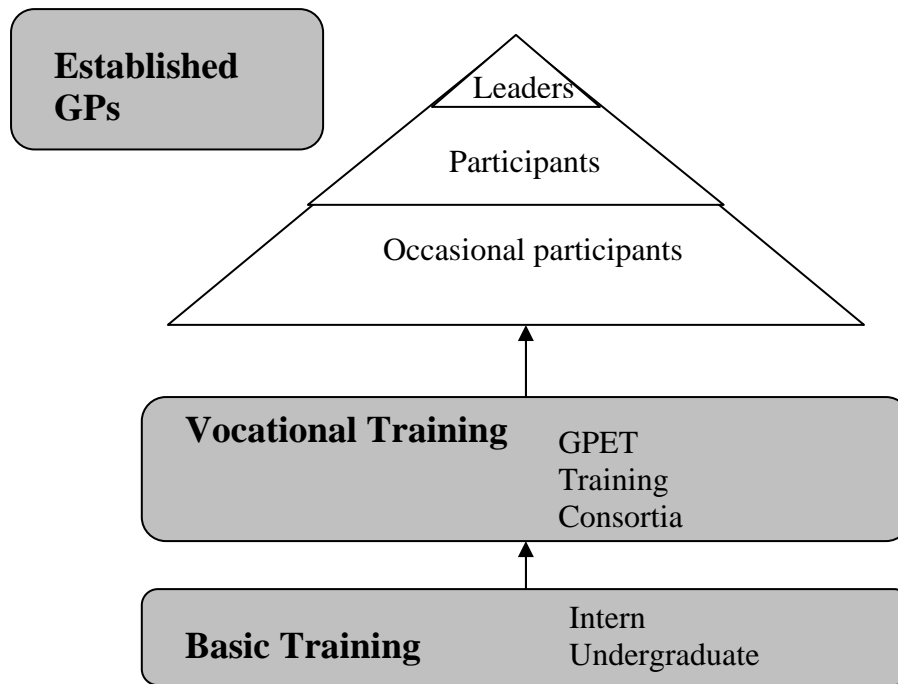 Established
GPs
Leaders
Participants
Occasional participants
Vocational Training
GPET
Training
Consortia
Basic Training
Intern
Undergraduate